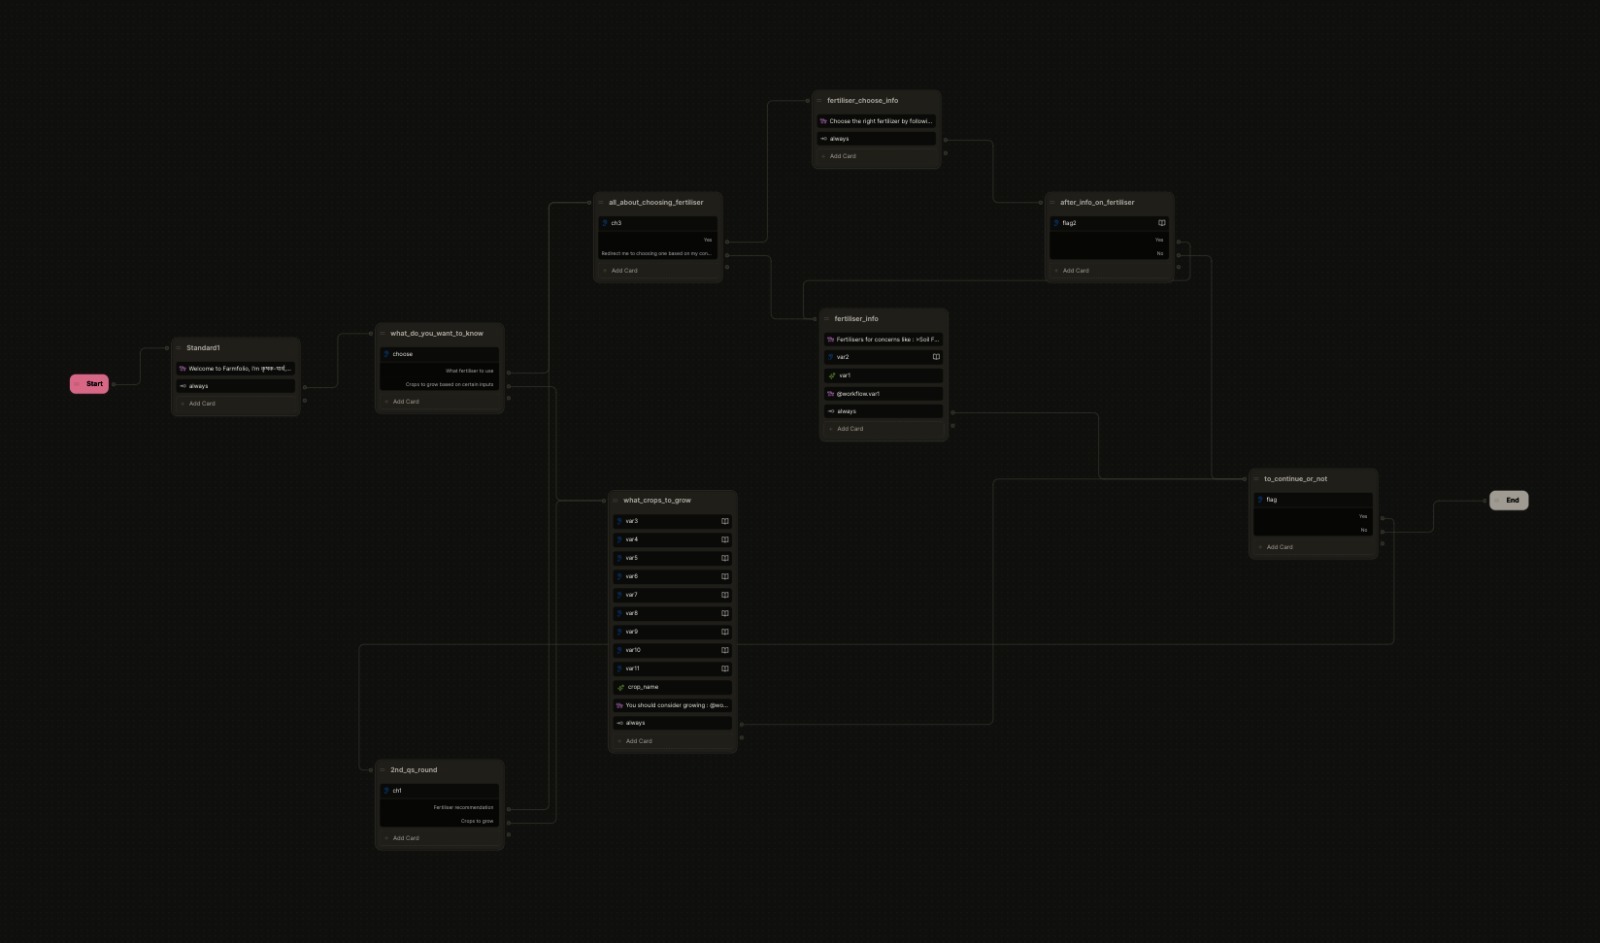 Start
Standard1
Welcome to Farmfolio, I'm कृषक-पार्थ,...
always
Add Card
what_do_you_want_to_know
choose
What fertiliser to use
Crops to grow based on certain inputs
Add Card
all_about_choosing_fertiliser
ch3
Yes
Redirect me to choosing one based on my con...
Add Card
fertiliser_choose_info
Choose the right fertilizer by followi...
always
Add Card
after_info_on_fertiliser
flag2
Yes
No
Add Card
fertiliser_info
Fertilisers for concerns like : >Soil F...
var2
var1
@workflow.var1
always
Add Card
what_crops_to_grow
var3
var4
var5
var6
var7
var8
var9
var10
var11
crop_name
You should consider growing : @wo...
always
Add Card
to_continue_or_not
flag
Yes
No
Add Card
End
2nd_qs_round
ch1
Fertiliser recommendation
Crops to grow
Add Card